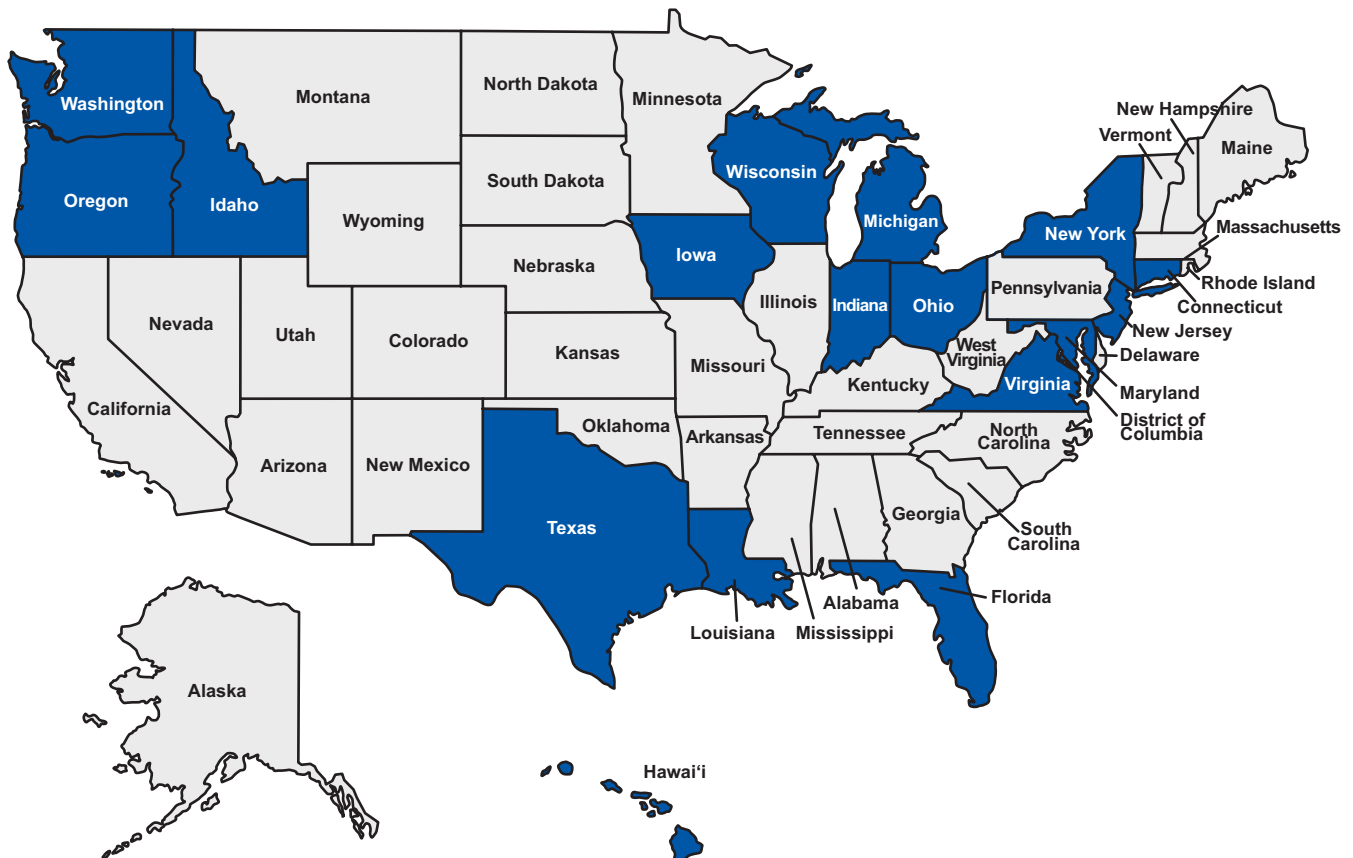 Washington
Montana
North Dakota
Minnesota
New Hampshire
Vermont
Maine
Oregon
Idaho
Wyoming
South Dakota
Wisconsin
Michigan
New York
Massachusetts
Nebraska
Iowa
Illinois
Indiana
Ohio
Pennsylvania
Rhode Island
Connecticut
Nevada
Utah
Colorado
Kansas
Missouri
Kentucky
West
Virginia
Virginia
New Jersey
Delaware
Maryland
District of
Columbia
California
Arizona
New Mexico
Oklahoma
Arkansas
Tennessee
North
Carolina
Texas
Georgia
South
Carolina
Louisiana
Mississippi
Alabama
Florida
Alaska
Hawai‘i